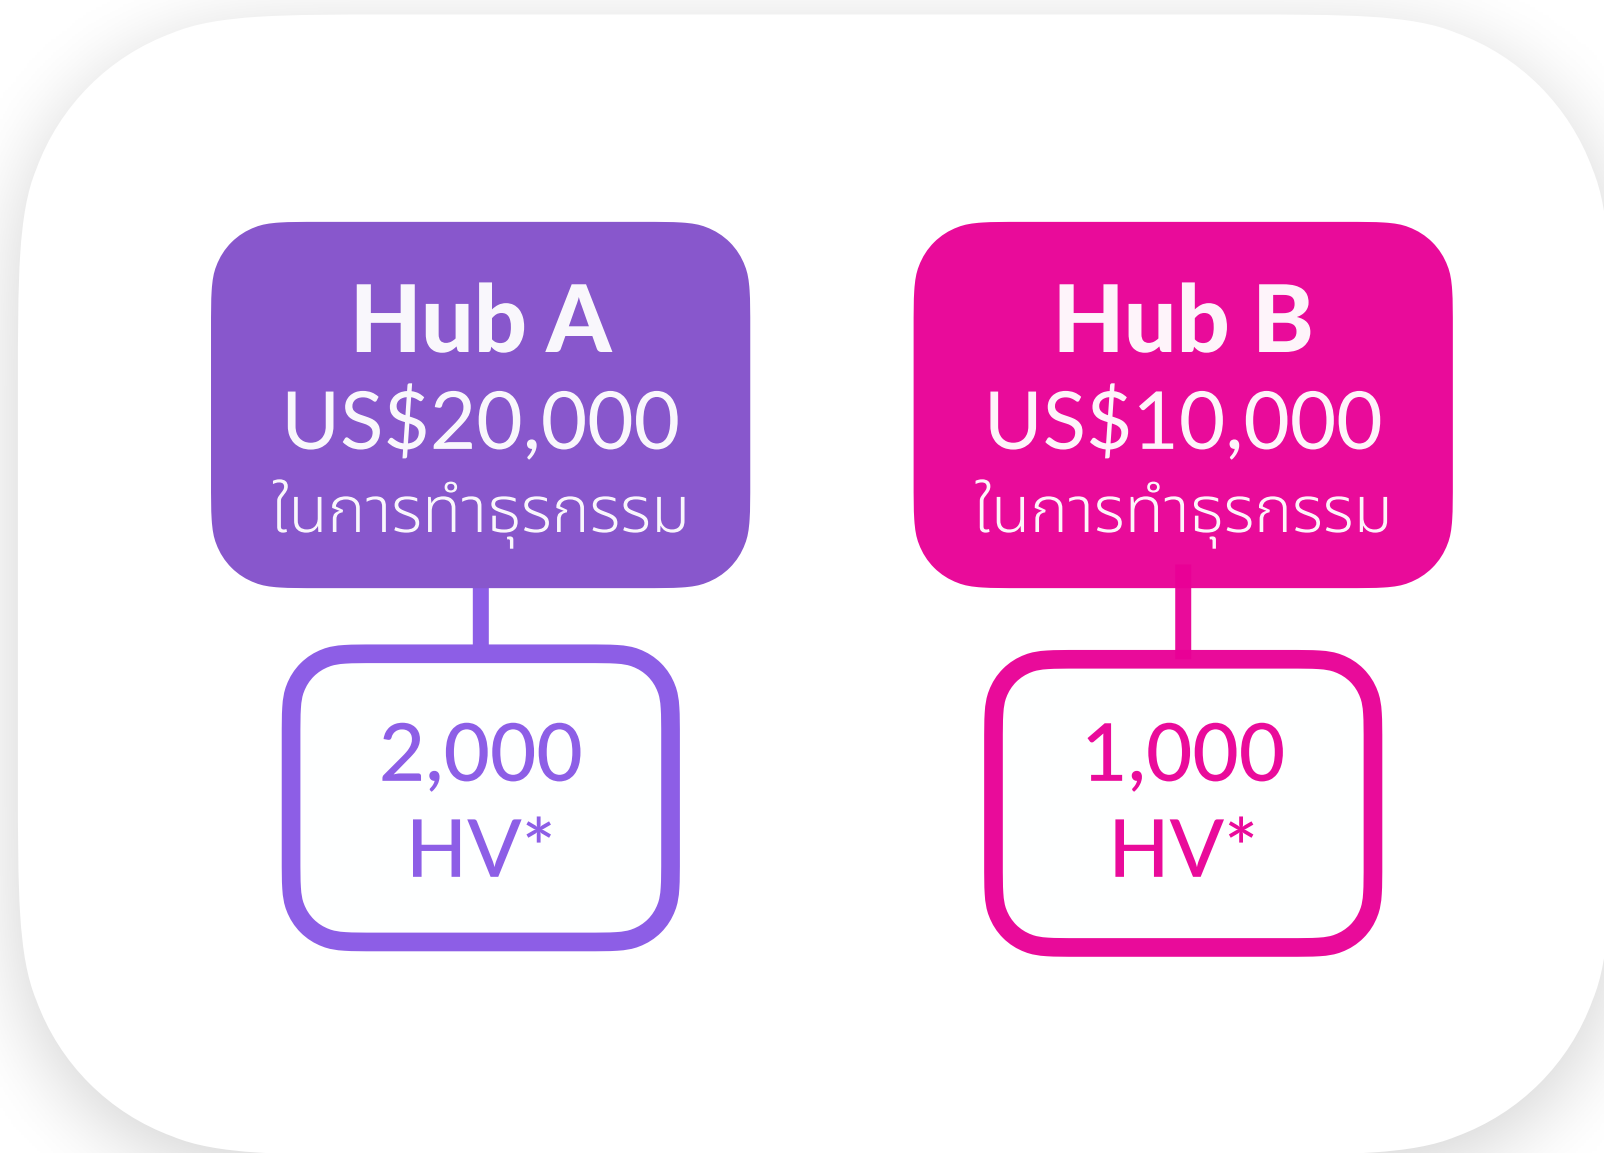 Hub A
US$20,000
ในการทำธุรกรรม
2,000
HV*
Hub B
US$10,000
ในการทำธุรกรรม
1,000
HV*